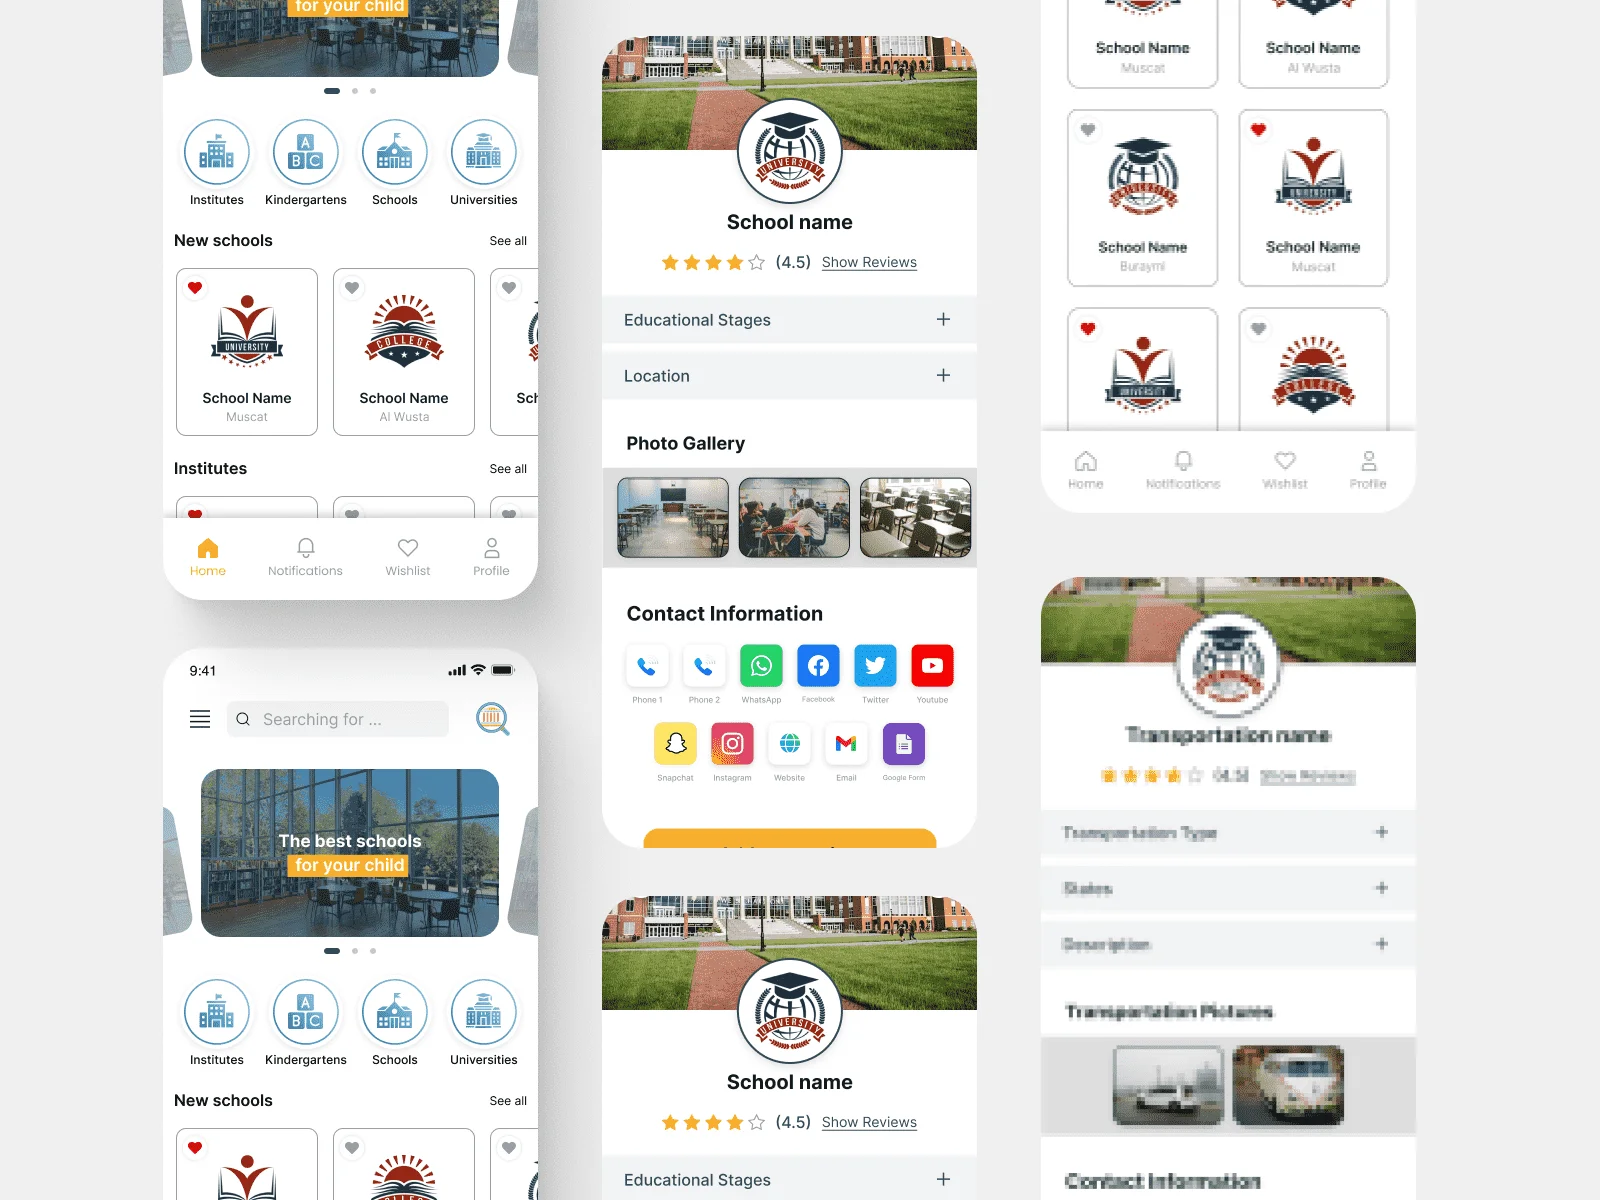 for your child
Institutes
Kindergartens
Schools
Universities
New schools
See all
UNIVERSITY
School Name
Muscat
COLLEGE
School Name
Al Wusta
Sch
Institutes
See all
Home
Notifications
Wishlist
Profile
9:41
Searching for ...
The best schools
for your child
A
B C
Institutes
Kindergartens
Schools
Universities
New schools
See all
UNIVERSITY
School name
(4.5) Show Reviews
Educational Stages
Location
Photo Gallery
Contact Information
Phone 1
Phone 2
WhatsApp
Facebook
Twitter
Youtube
Snapchat
Instagram
Website
Email
Google Form
UNIVERSITY
School name
(4.5) Show Reviews
Educational Stages
School Name
Muscat
School Name
Al Wusta
UNIVERSITY
School Name
Buraymi
UNIVERSITY
School Name
Muscat
UNIVERSITY
COLLEGE
Home
Notifications
Wishlist
Profile
Transportation name
(4.5) Show Reviews
Transportation Type
States
Description
Transportation Pictures
Contact Information